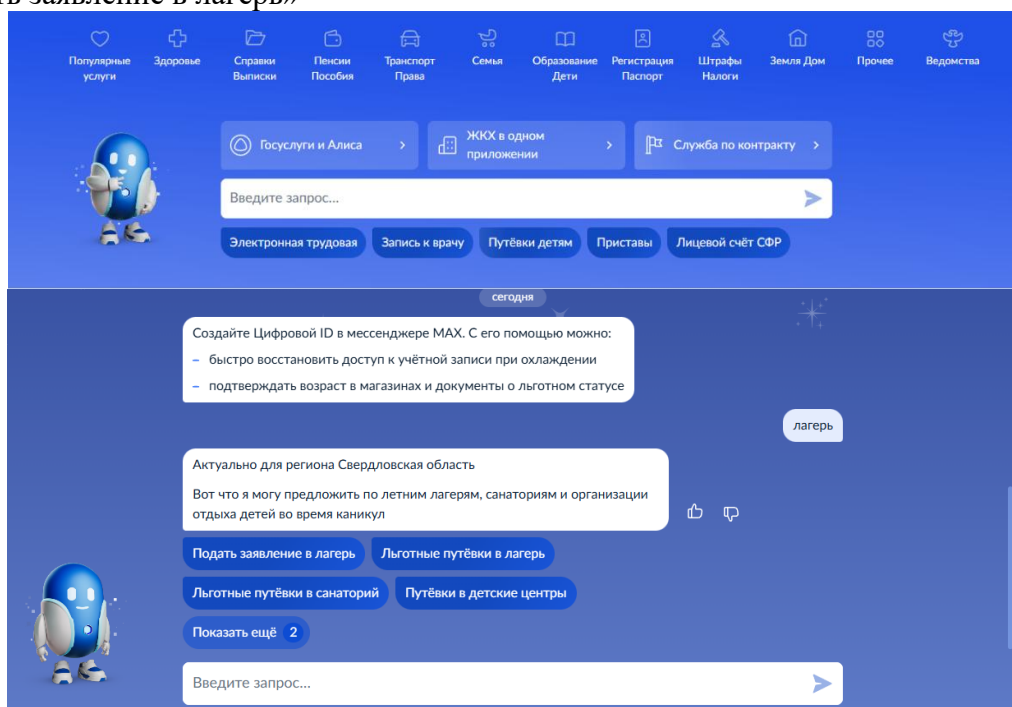 заявление в лагерь»
Популярные услуги
Здоровье
Справки Выписки
Пенсии Пособия
Транспорт Права
Семья
Образование Дети
Регистрация Паспорт
Штрафы Налоги
Земля Дом
Прочее
Ведомства
Госуслуги и Алиса
ЖКХ в одном
приложении
Служба по контракту
Введите запрос...
Электронная трудовая
Запись к врачу
Путёвки детям
Приставы
Лицевой счёт СФР
сегодня
Создайте Цифровой ID в мессенджере MAX. С его помощью можно:
– быстро восстановить доступ к учётной записи при охлаждении
– подтверждать возраст в магазинах и документы о льготном статусе
лагерь
Актуально для региона Свердловская область
Вот что я могу предложить по летним лагерям, санаториям и организации
отдыха детей во время каникул
Подать заявление в лагерь
Льготные путёвки в лагерь
Льготные путёвки в санаторий
Путёвки в детские центры
Показать ещё 2
Введите запрос...